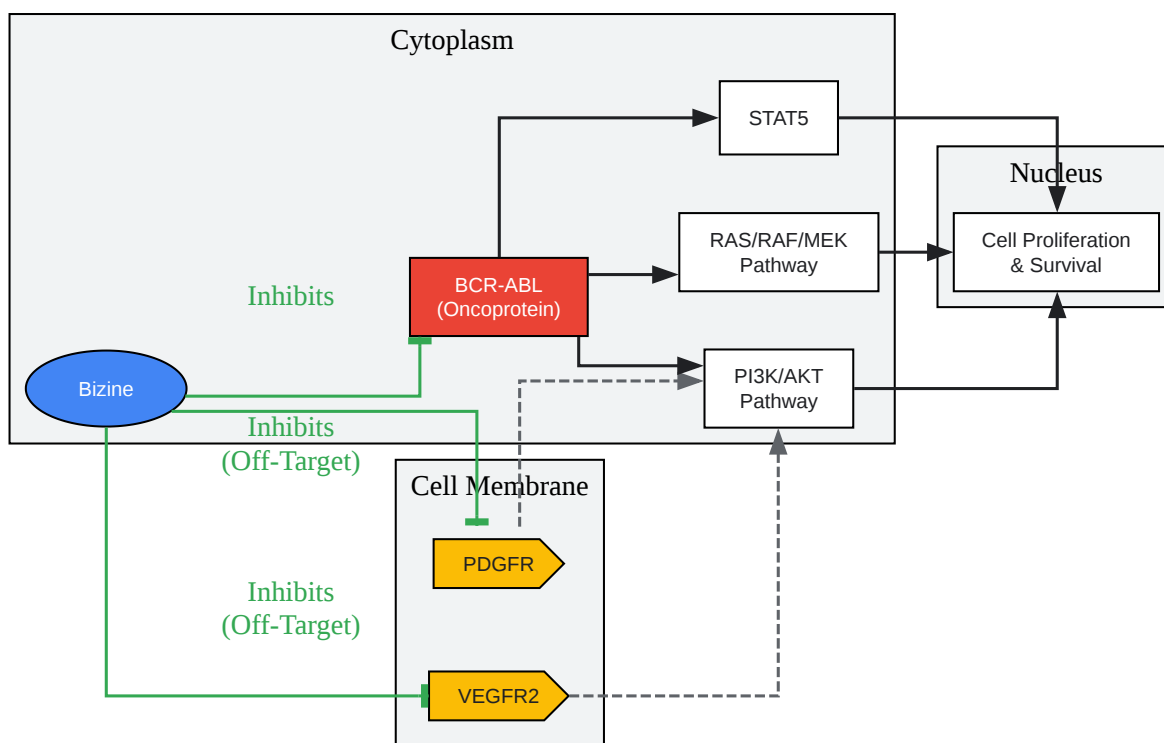 Cytoplasm
STAT5
Nucleus
RAS/RAF/MEK
Pathway
Cell Proliferation
& Survival
Inhibits
BCR-ABL
(Oncoprotein)
Bizine
PI3K/AKT
Pathway
Inhibits
(Off-Target)
Cell Membrane
PDGFR
Inhibits
(Off-Target)
VEGFR2